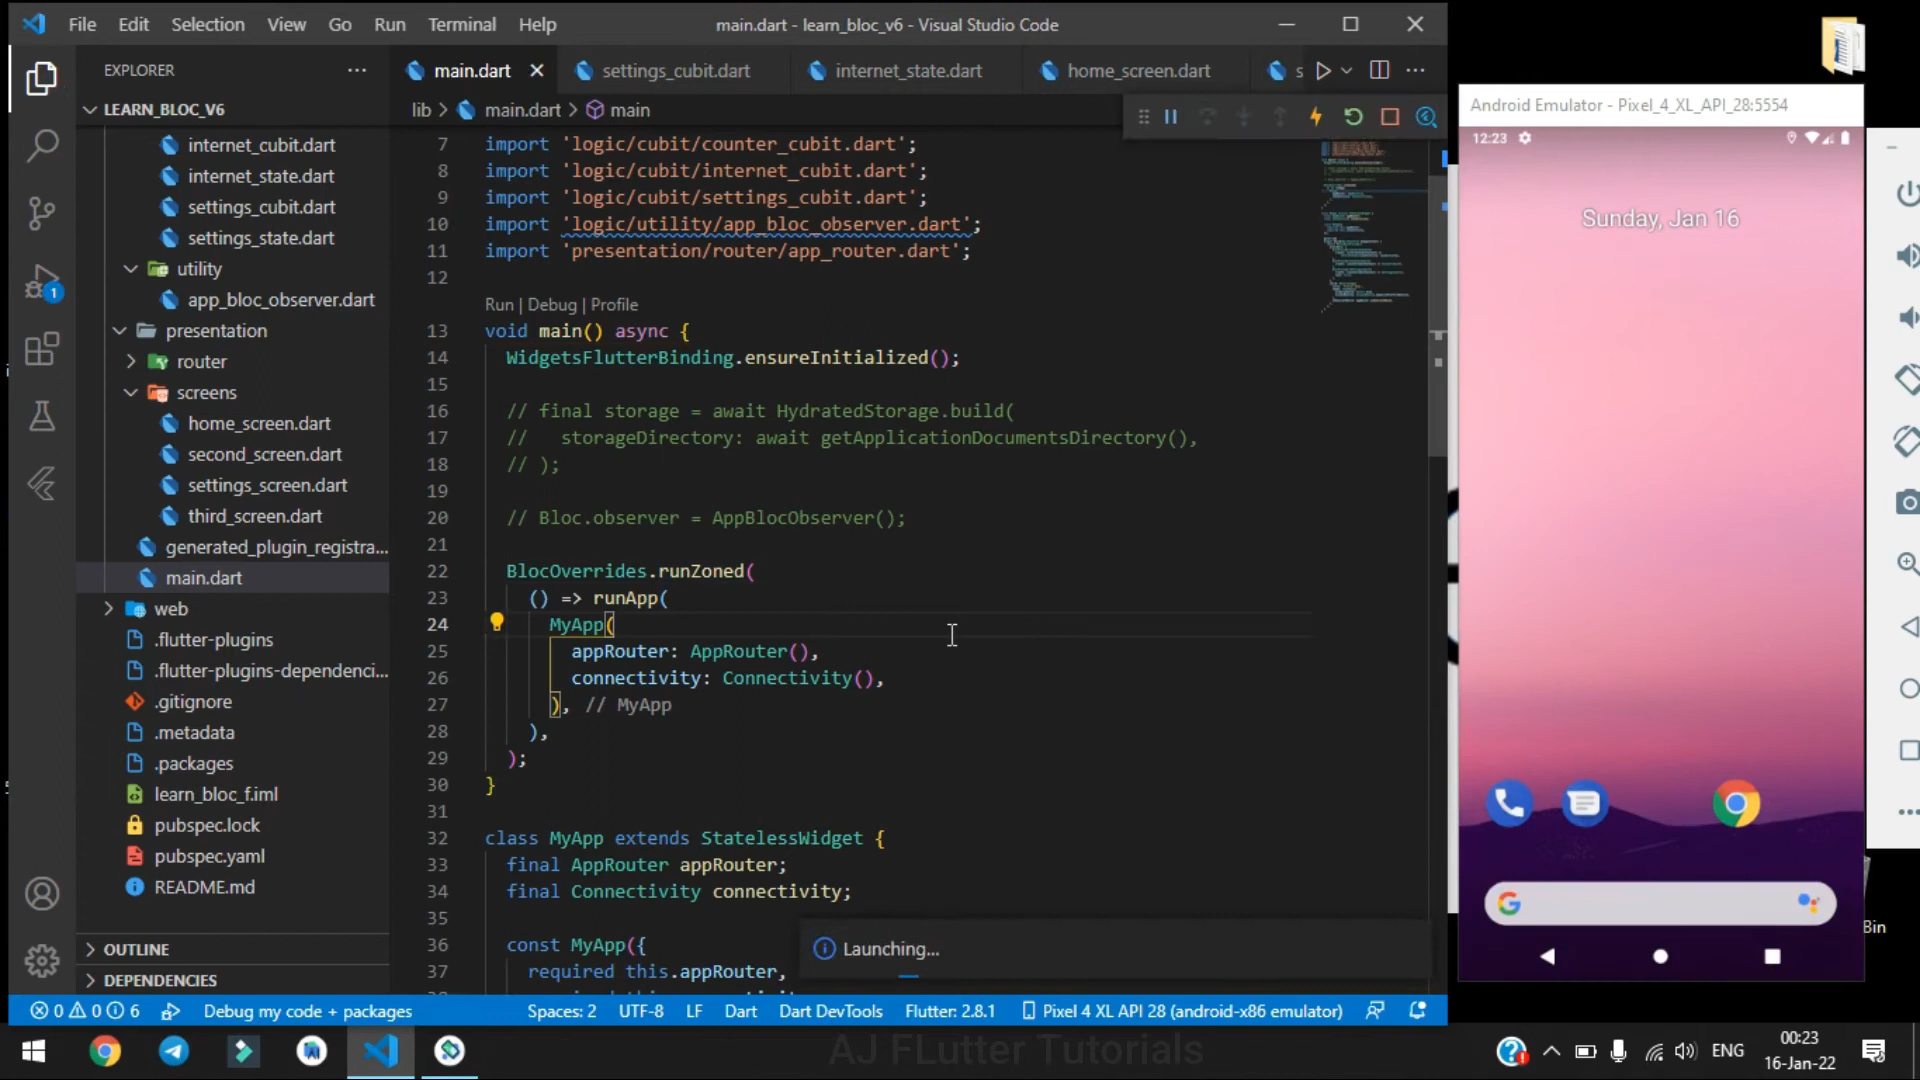 File Edit Selection View Go Run Terminal Help
main.dart - learn_bloc_v6 - Visual Studio Code
EXPLORER
LEARN_BLOC_V6
internet_cubit.dart
internet_state.dart
settings_cubit.dart
settings_state.dart
utility
app_bloc_observer.dart
presentation
router
screens
home_screen.dart
second_screen.dart
settings_screen.dart
third_screen.dart
generated_plugin_registra...
main.dart
web
.flutter-plugins
.flutter-plugins-dependenci...
.gitignore
.metadata
.packages
learn_bloc_f.iml
pubspec.lock
pubspec.yaml
README.md
OUTLINE
DEPENDENCIES
main.dart settings_cubit.dart internet_state.dart home_screen.dart s
lib > main.dart > main
7 import 'logic/cubit/counter_cubit.dart';
8 import 'logic/cubit/internet_cubit.dart';
9 import 'logic/cubit/settings_cubit.dart';
10 import 'logic/utility/app_bloc_observer.dart';
11 import 'presentation/router/app_router.dart';
12
Run | Debug | Profile
13 void main() async {
14 WidgetsFlutterBinding.ensureInitialized();
15
16 // final storage = await HydratedStorage.build(
17 // storageDirectory: await getApplicationDocumentsDirectory(),
18 // );
19
20 // Bloc.observer = AppBlocObserver();
21
22 BlocOverrides.runZoned(
23 () => runApp(
24 MyApp(
25 appRouter: AppRouter(),
26 connectivity: Connectivity(),
27 ), // MyApp
28 ),
29 );
30 }
31
32 class MyApp extends StatelessWidget {
33 final AppRouter appRouter;
34 final Connectivity connectivity;
35
36 const MyApp({
37 required this.appRouter,
Launching...
0 0 6 Debug my code + packages Spaces: 2 UTF-8 LF Dart Dart DevTools Flutter: 2.8.1 Pixel 4 XL API 28 (android-x86 emulator)
Android Emulator - Pixel_4_XL_API_28:5554
12:23
Sunday, Jan 16
Bin
AJ FLutter Tutorials
ENG
00:23
16-Jan-22